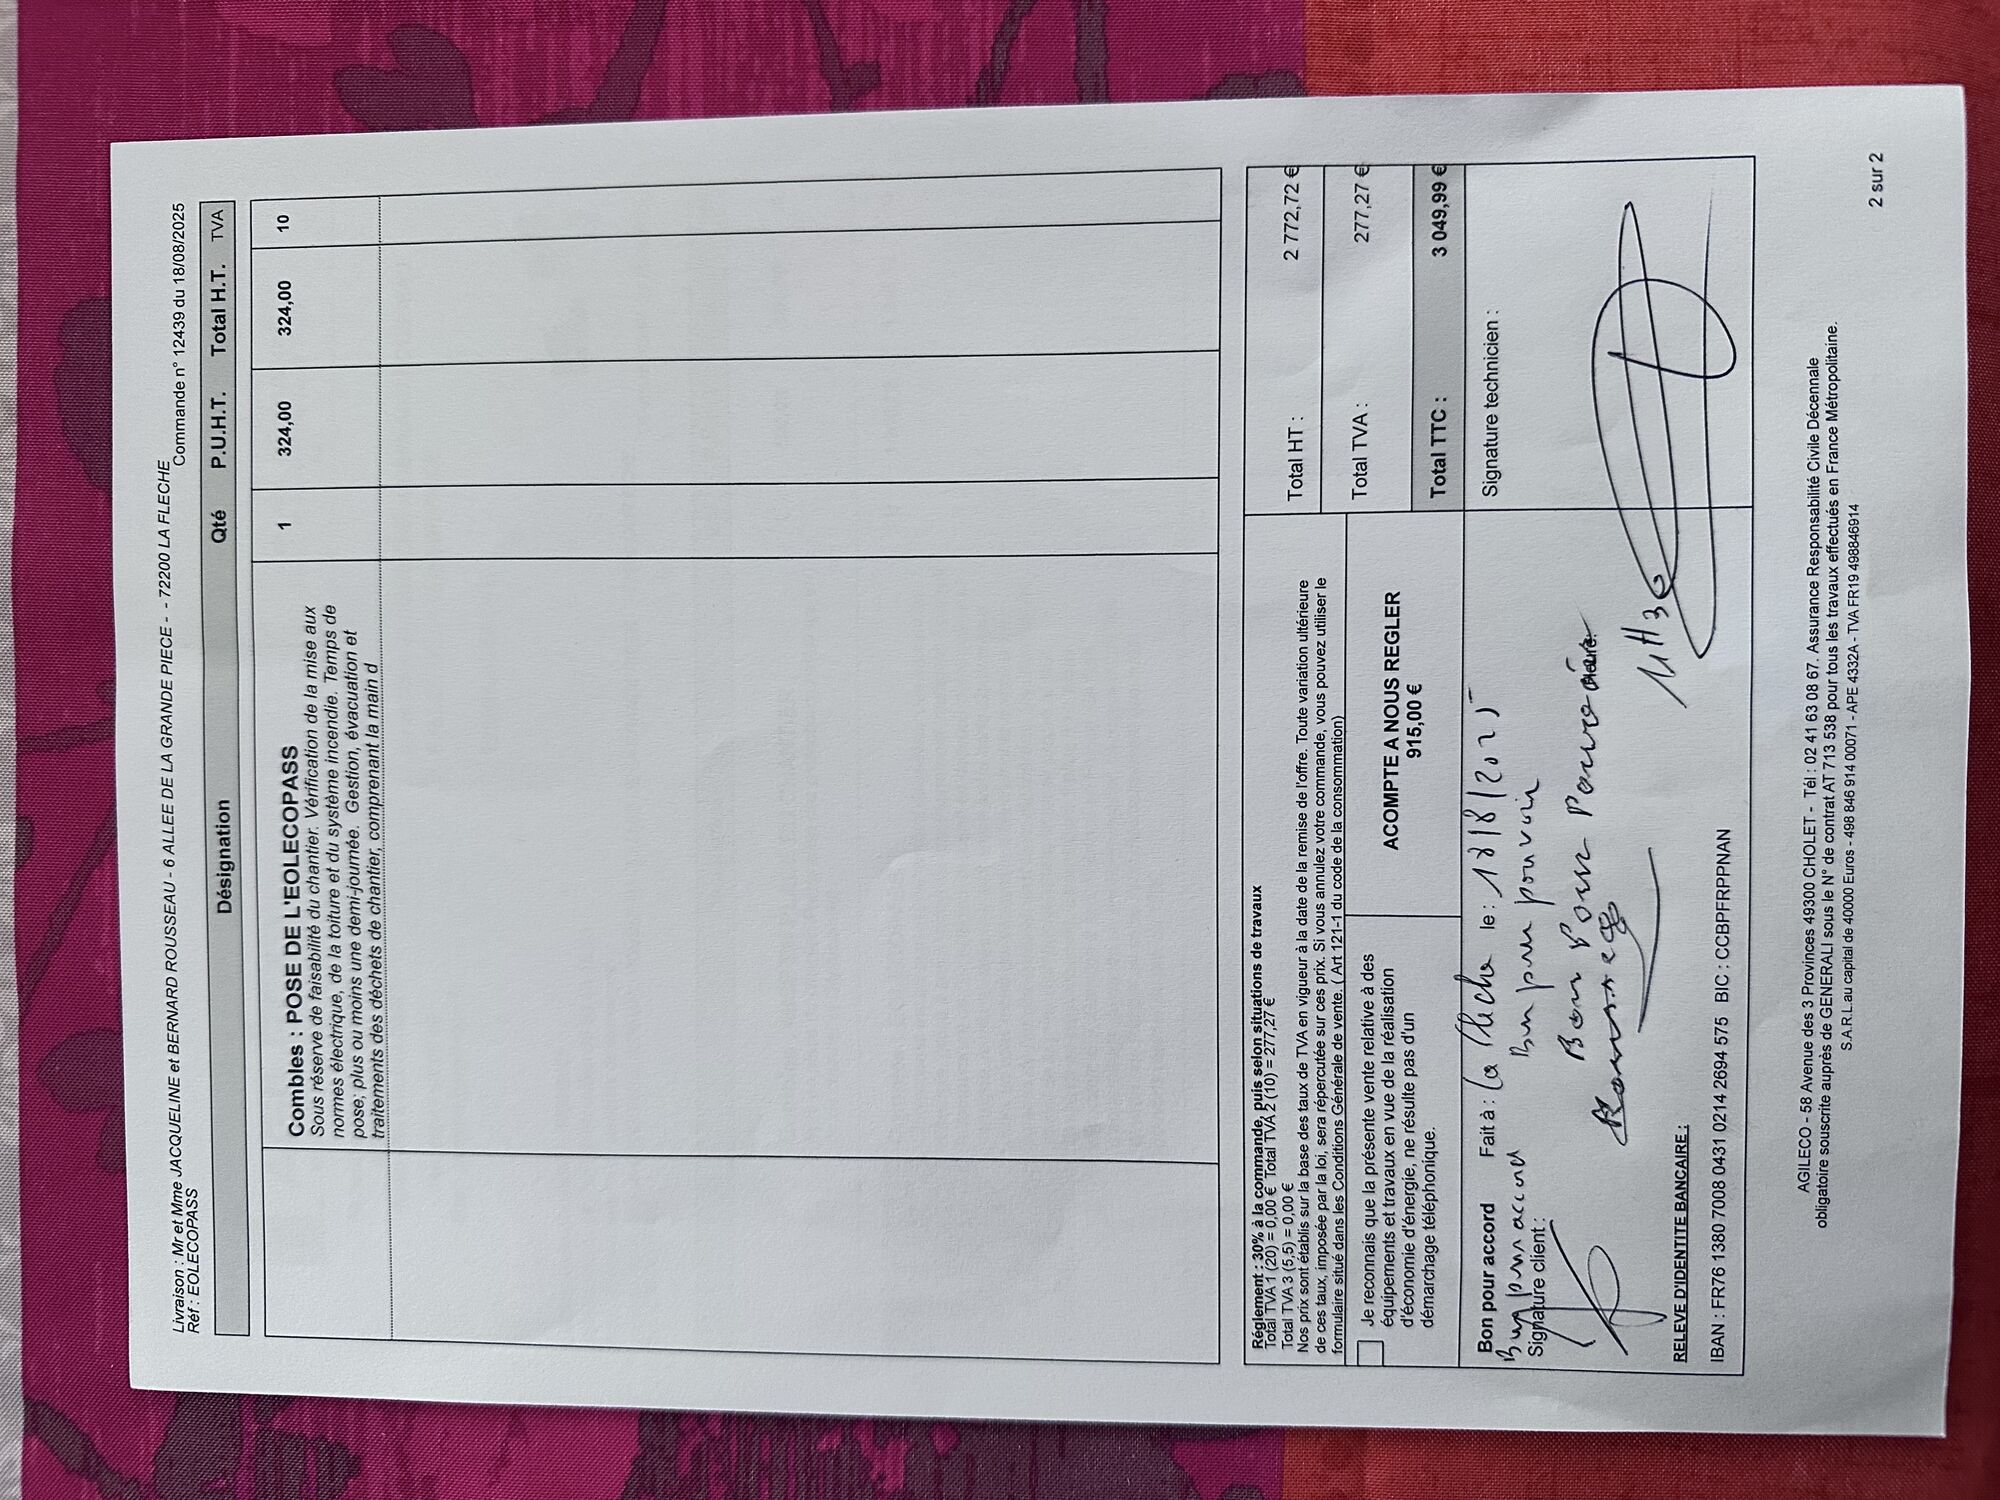 Livraison : Mr et Mme JACQUELINE et BERNARD ROUSSEAU - 6 ALLEE DE LA GRANDE PIECE - - 72200 LA FLECHE
Réf : EOLECOPASS
Commande n° 12439 du 18/08/2025
Désignation Qté P.U.H.T. Total H.T. TVA
Combles : POSE DE L'EOLECOPASS 1 324,00 324,00 10
Sous réserve de faisabilité du chantier. Vérification de la mise aux
normes électrique, de la toiture et du système incendie. Temps de
pose; plus ou moins une demi-journée. Gestion, évacuation et
traitements des déchets de chantier, comprenant la main d
Réglement : 30% à la commande, puis selon situations de travaux
Total TVA 1 (20) = 0,00 € Total TVA 2 (10) = 277,27 €
Total TVA 3 (5,5) = 0,00 €
Nos prix sont établis sur la base des taux de TVA en vigueur à la date de la remise de l'offre. Toute variation ultérieure
de ces taux, imposée par la loi, sera répercutée sur ces prix. Si vous annulez votre commande, vous pouvez utiliser le
formulaire situé dans les Conditions Générale de vente. ( Art 121-1 du code de la consommation)
Total HT : 2 772,72 €
Total TVA : 277,27 €
Total TTC : 3 049,99 €
Je reconnais que la présente vente relative à des
équipements et travaux en vue de la réalisation
d'économie d'énergie, ne résulte pas d'un
démarchage téléphonique.
ACOMPTE A NOUS REGLER
915,00 €
Bon pour accord Fait à : La Fleche le : 18/8/2025
Bon pour accord Bon pour pouvoir
Signature client :
Bon Pour Pouvoir
Rousseau
11H30
Signature technicien :
RELEVE D'IDENTITE BANCAIRE :
IBAN : FR76 1380 7008 0431 0214 2694 575 BIC : CCBPFRPPNAN
AGILECO - 58 Avenue des 3 Provinces 49300 CHOLET - Tél : 02 41 63 08 67. Assurance Responsabilité Civile Décennale
obligatoire souscrite auprès de GENERALI sous le N° de contrat AT 713 538 pour tous les travaux effectués en France Métropolitaine.
S.A.R.L. au capital de 40000 Euros - 498 846 914 00071 - APE 4332A - TVA FR19 498846914
2 sur 2